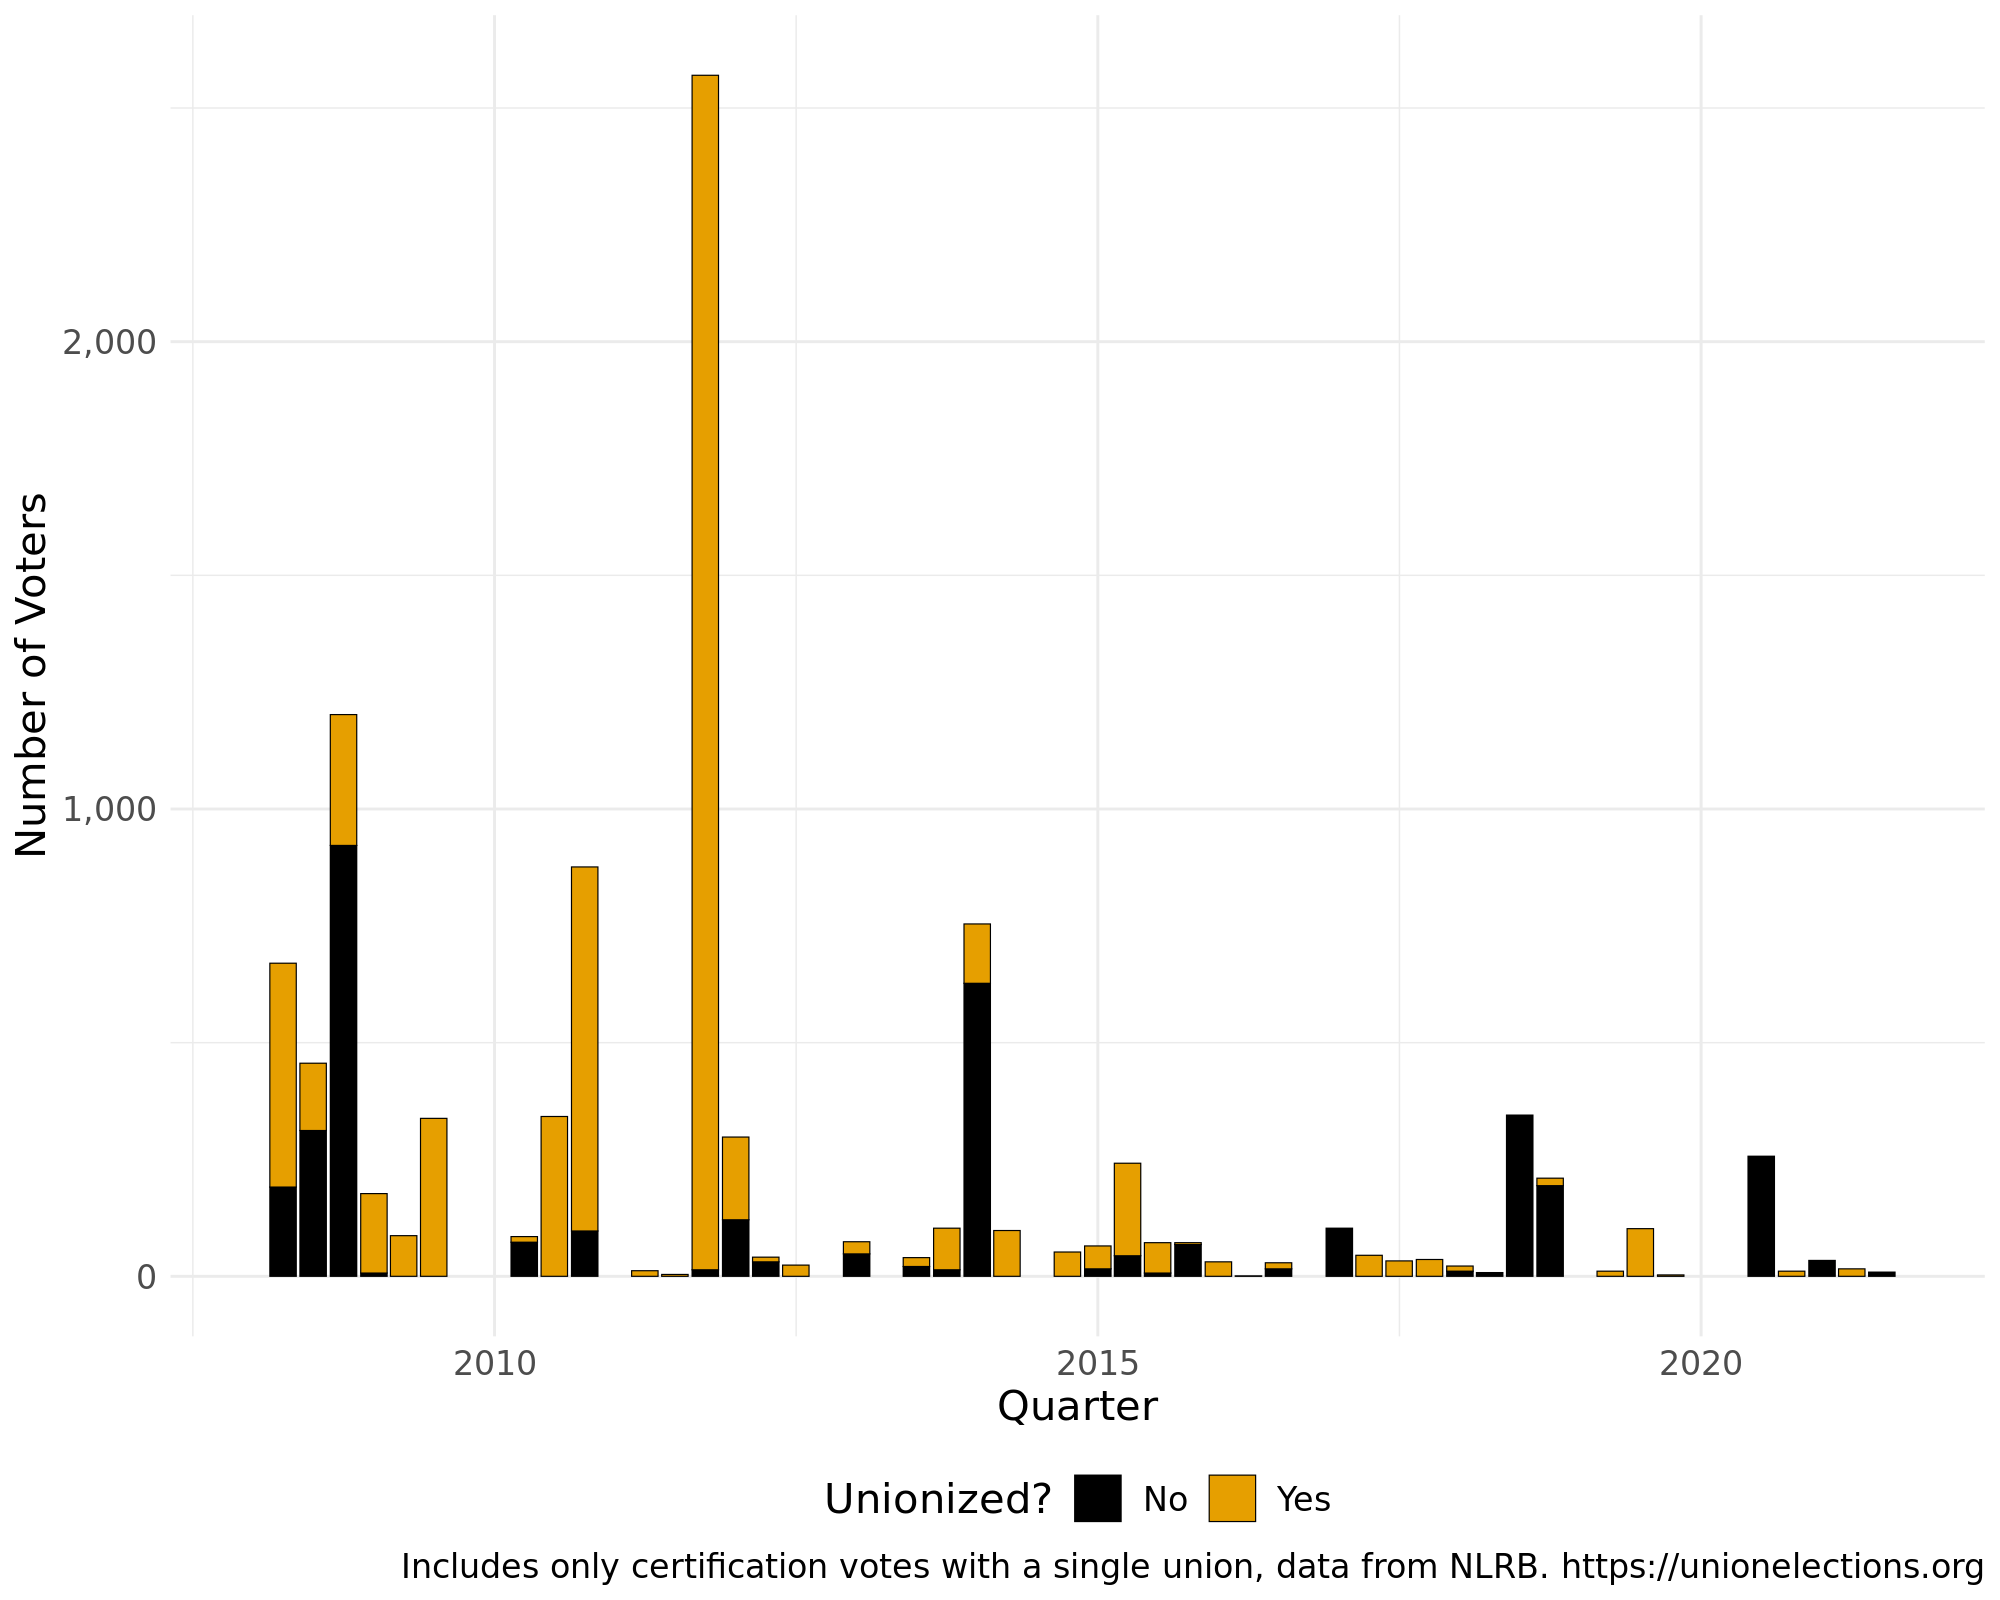 Number of Voters
2,000
1,000
0
2010 2015 2020
Quarter
Unionized? No Yes
Includes only certification votes with a single union, data from NLRB. https://unionelections.org